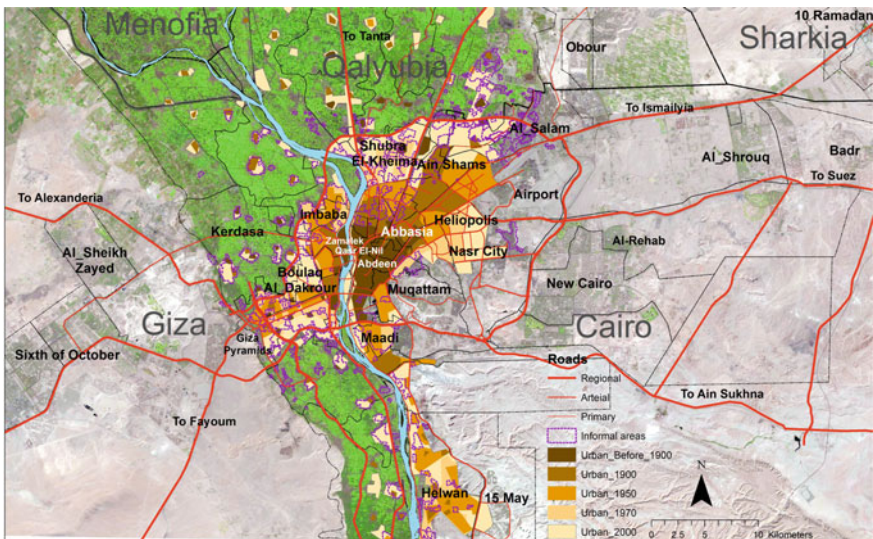 Menofia
To Tanta
Qalyubia
Obour
10 Ramadan
Sharkia
To Ismailyia
Al_Salam
Shubra
El-Kheima
Ain Shams
Al_Shrouq
Badr
To Suez
Airport
To Alexanderia
Kerdasa
Imbaba
Heliopolis
Abbasia
Zamalek
Qasr El-Nil
Abdeen
Nasr City
Al-Rehab
Al_Sheikh
Zayed
Boulaq
Al_Dakrour
Muqattam
New Cairo
Giza
Cairo
Giza
Pyramids
Maadi
Sixth of October
To Fayoum
To Ain Sukhna
Helwan
15 May
Roads
Regional
Arteial
Primary
Informal areas
Urban_Before_1900
Urban_1900
Urban_1950
Urban_1970
Urban_2000
N
0 2.5 5 10 Kilometers